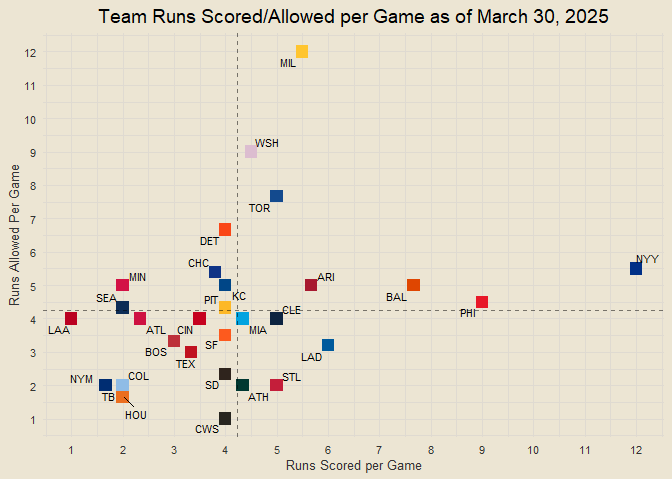 Team Runs Scored/Allowed per Game as of March 30, 2025
Runs Allowed Per Game
12
11
10
9
8
7
6
5
4
3
2
1
MIL
WSH
TOR
DET
CHC
NYY
MIN
ARI
KC
BAL
SEA
PIT
CLE
PHI
LAA
ATL
CIN
MIA
BOS
SF
LAD
TEX
NYM
COL
SD
STL
TB
ATH
HOU
CWS
1 2 3 4 5 6 7 8 9 10 11 12
Runs Scored per Game